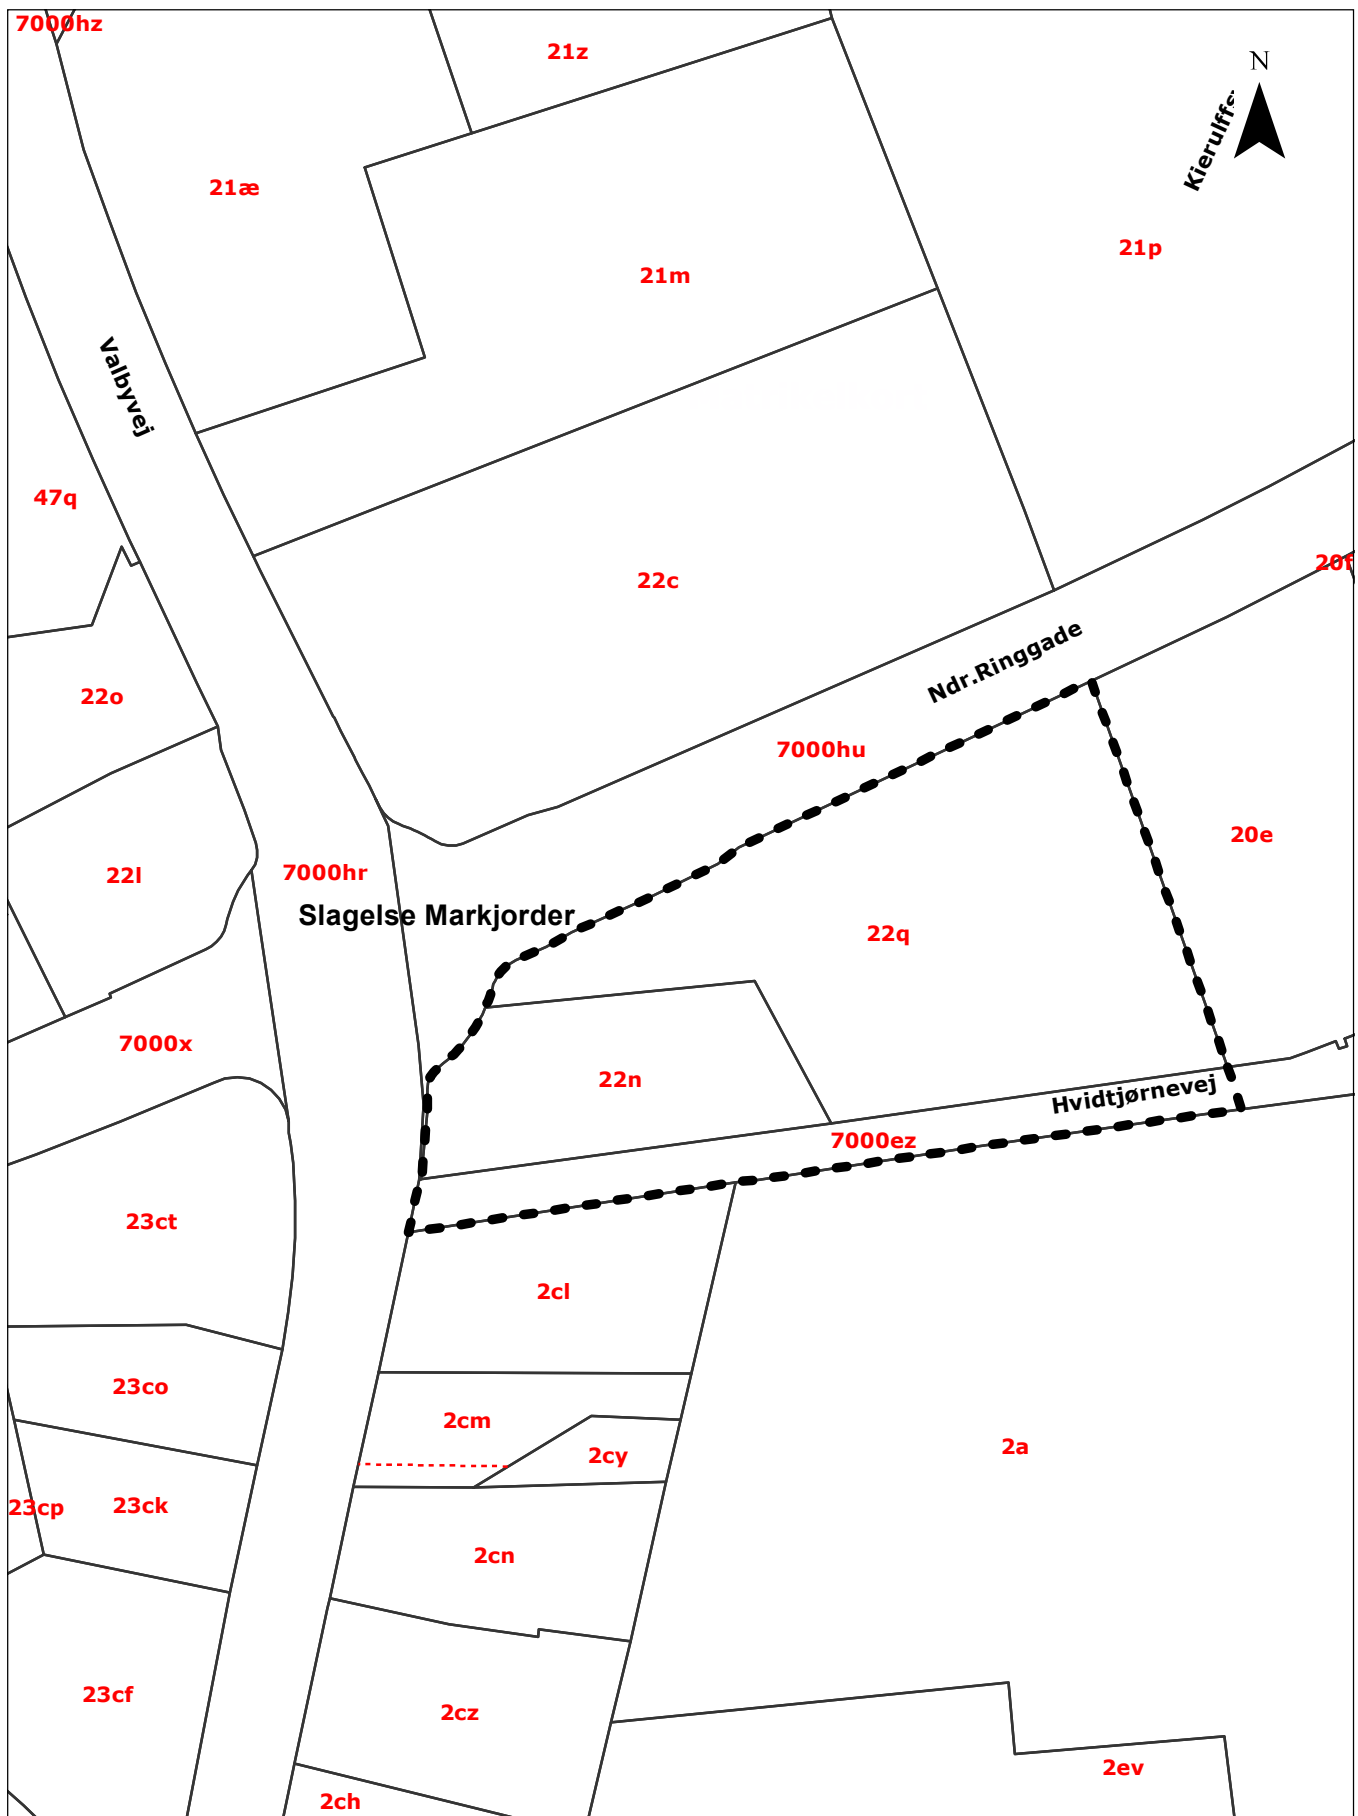 7000hz
21z
N
Kierulffs
21æ
21p
21m
Valbyvej
47q
20f
22c
Ndr.Ringgade
22o
7000hu
20e
22l
7000hr
Slagelse Markjorder
22q
7000x
22n
Hvidtjørnevej
7000ez
23ct
2cl
23co
2cm
2a
2cy
23cp
23ck
2cn
23cf
2cz
2ev
2ch